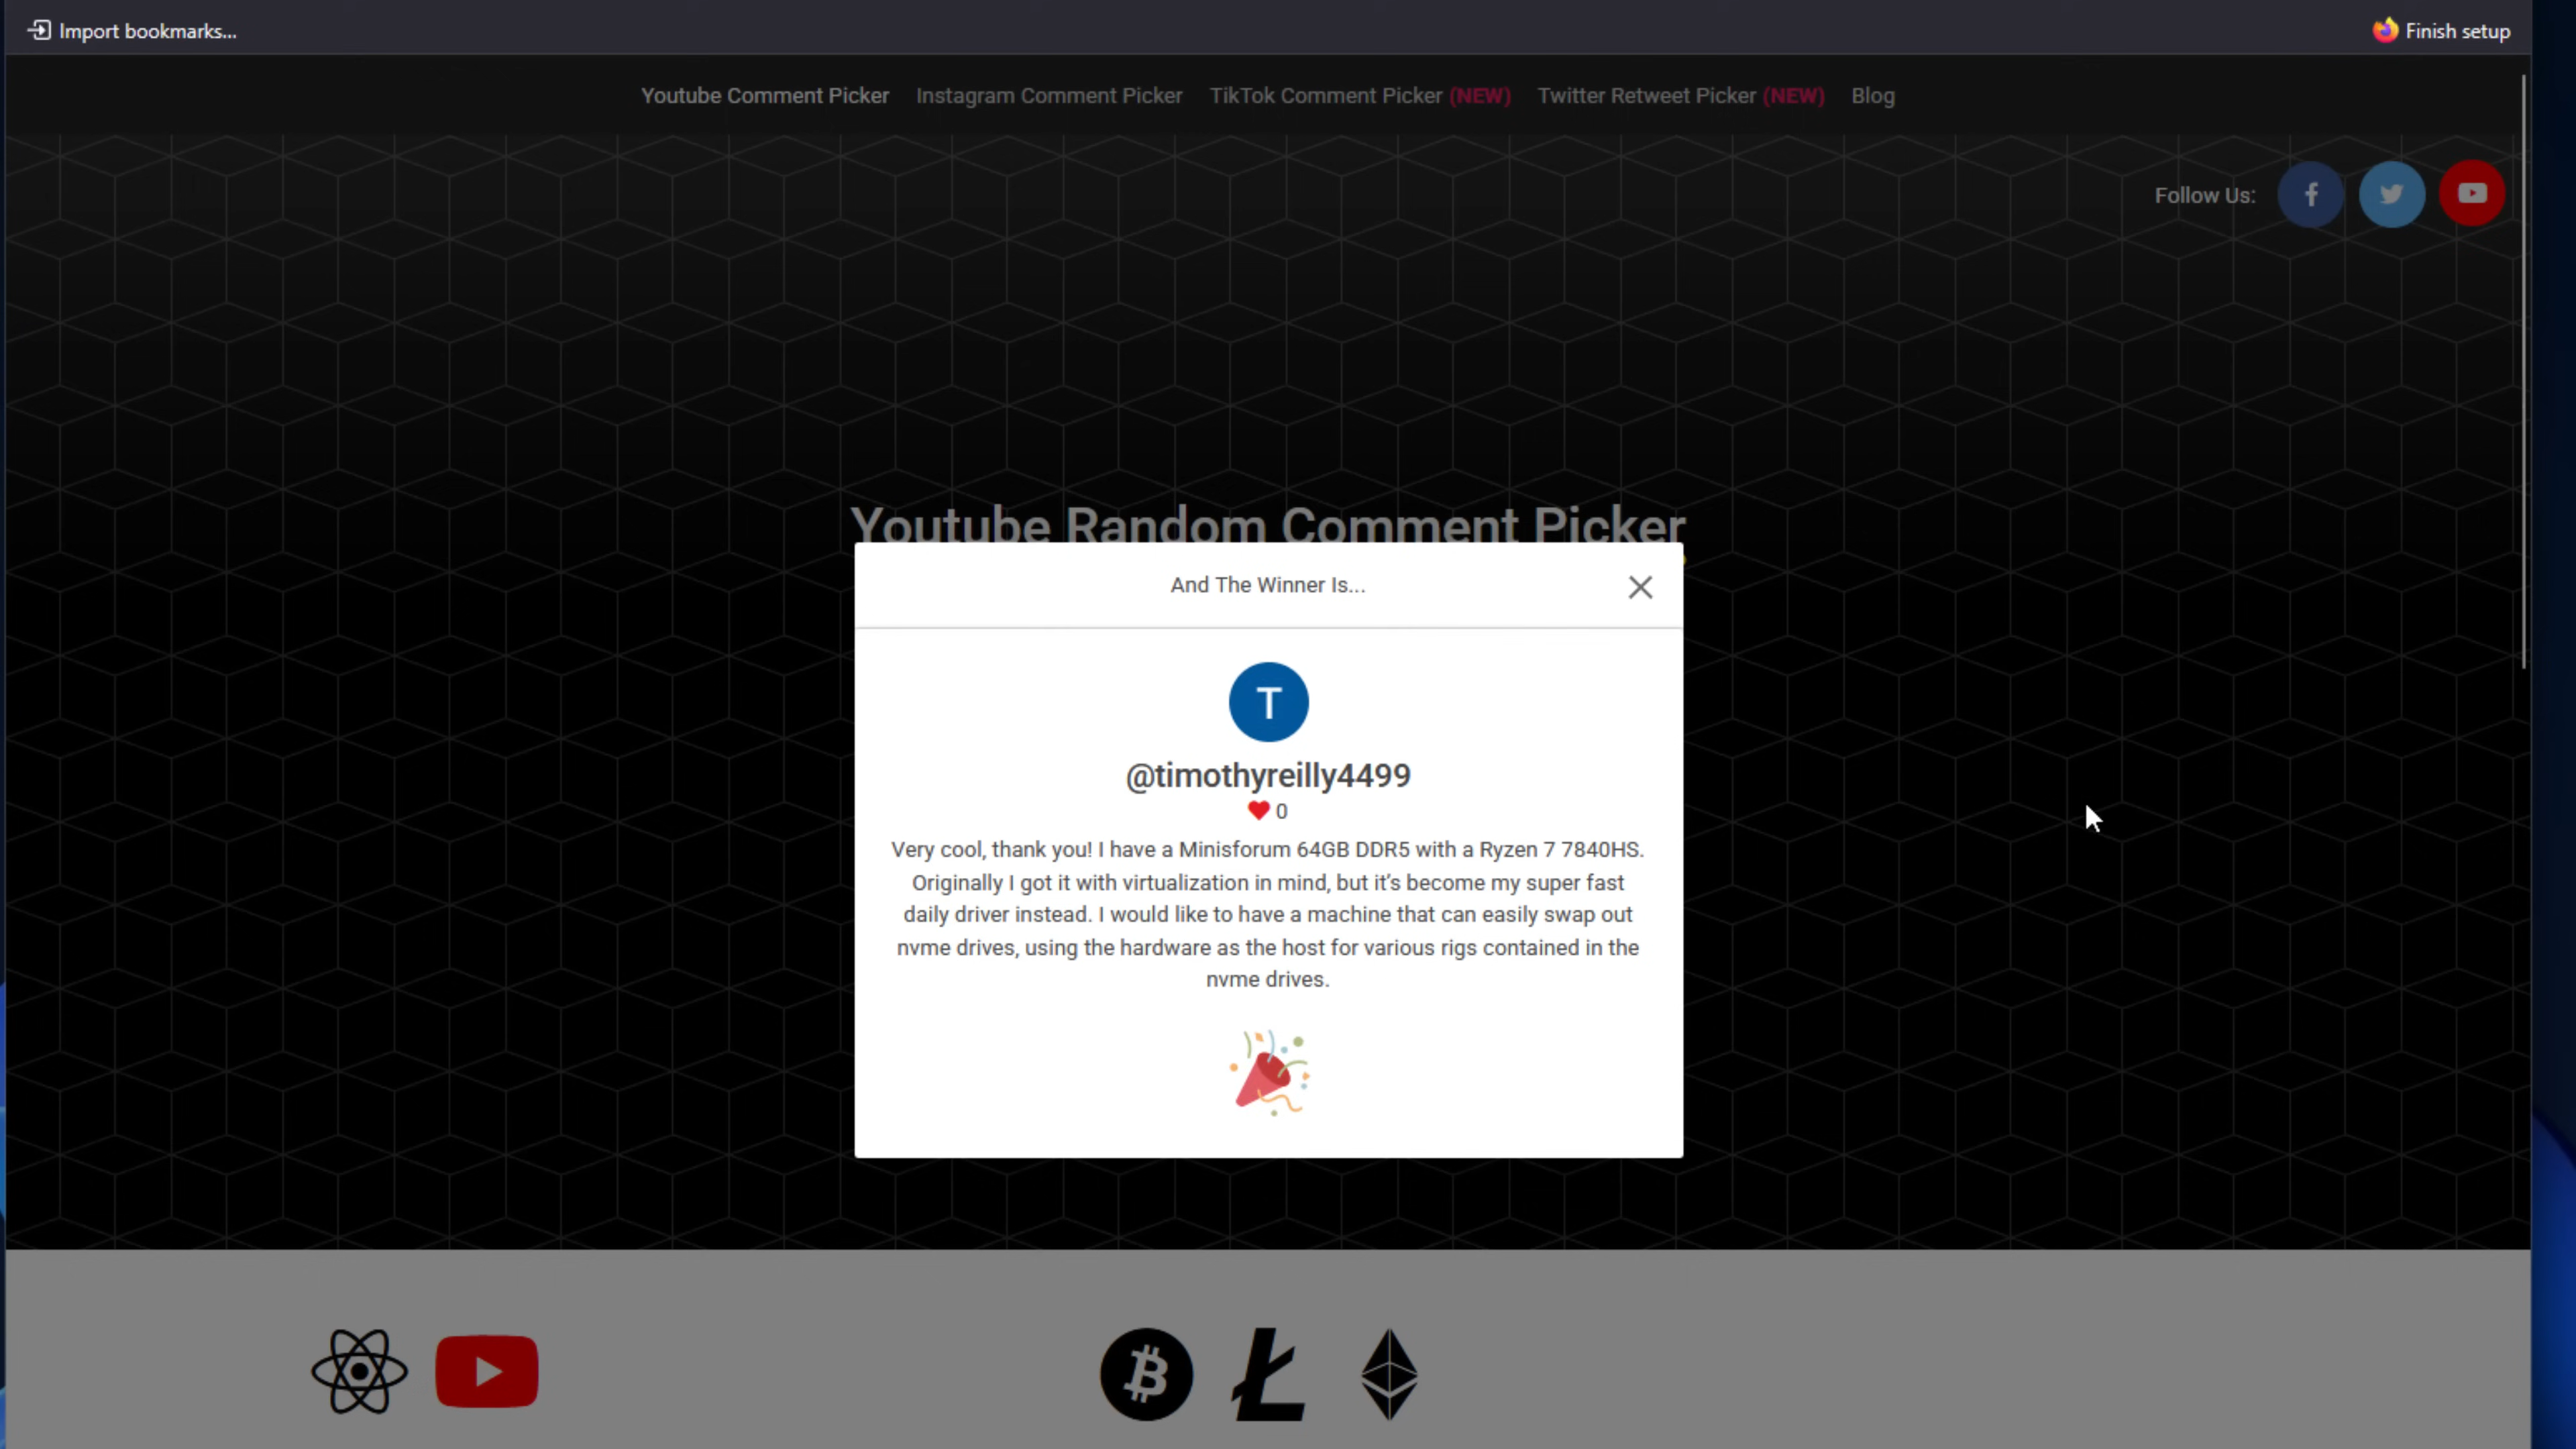 Import bookmarks...
Finish setup
Youtube Comment Picker Instagram Comment Picker TikTok Comment Picker (NEW) Twitter Retweet Picker (NEW) Blog
Follow Us:
Youtube Random Comment Picker
And The Winner Is...
T
@timothyreilly4499
0
Very cool, thank you! I have a Minisforum 64GB DDR5 with a Ryzen 7 7840HS.
Originally I got it with virtualization in mind, but it’s become my super fast
daily driver instead. I would like to have a machine that can easily swap out
nvme drives, using the hardware as the host for various rigs contained in the
nvme drives.